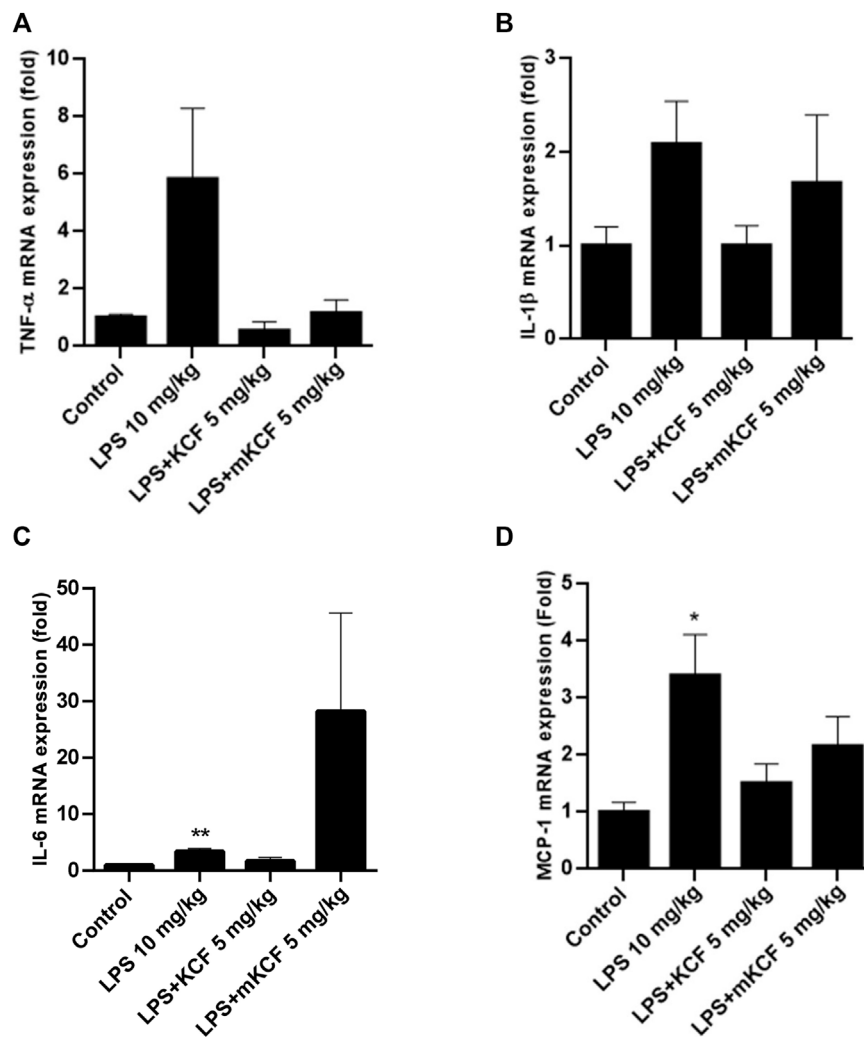 A
TNF-α mRNA expression (fold)
10
8
6
4
2
0
Control
LPS 10 mg/kg
LPS+KCF 5 mg/kg
LPS+mKCF 5 mg/kg
B
IL-1β mRNA expression (fold)
3
2
1
0
Control
LPS 10 mg/kg
LPS+KCF 5 mg/kg
LPS+mKCF 5 mg/kg
C
IL-6 mRNA expression (fold)
50
40
30
20
10
0
**
Control
LPS 10 mg/kg
LPS+KCF 5 mg/kg
LPS+mKCF 5 mg/kg
D
MCP-1 mRNA expression (Fold)
5
4
3
2
1
0
*
Control
LPS 10 mg/kg
LPS+KCF 5 mg/kg
LPS+mKCF 5 mg/kg